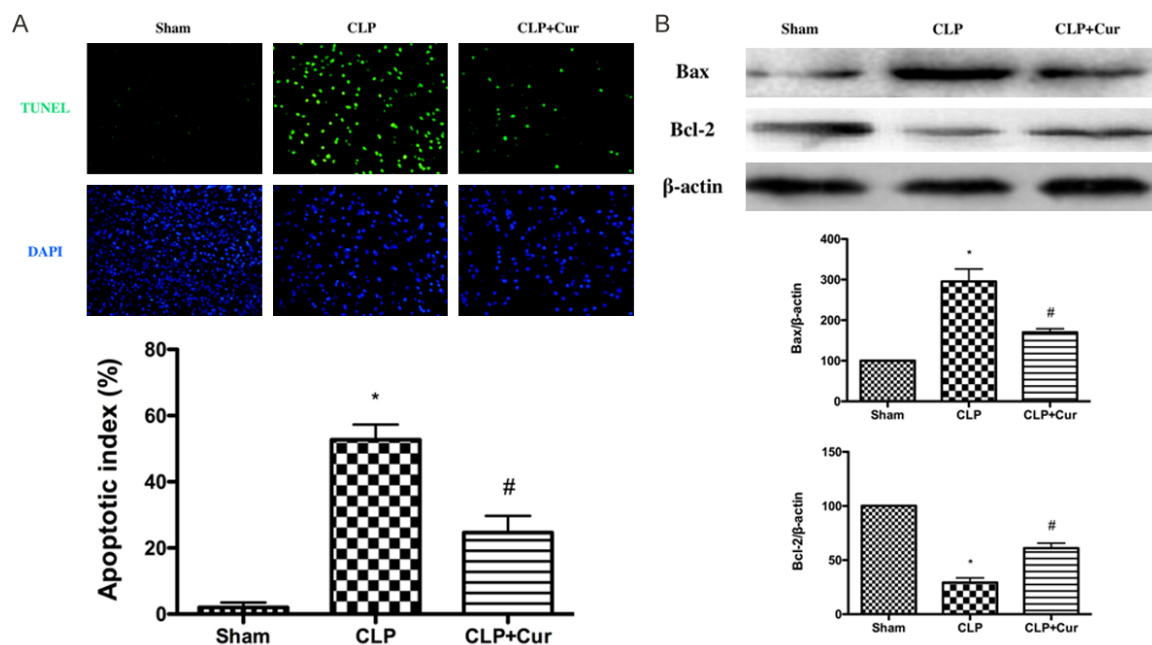 A
Sham CLP CLP+Cur
TUNEL
DAPI
Apoptotic index (%)
80
60
40
20
0
*
#
Sham CLP CLP+Cur
B
Sham CLP CLP+Cur
Bax
Bcl-2
β-actin
Bax/β-actin
400
300
200
100
0
*
#
Sham CLP CLP+Cur
Bcl-2/β-actin
150
100
50
0
*
#
Sham CLP CLP+Cur